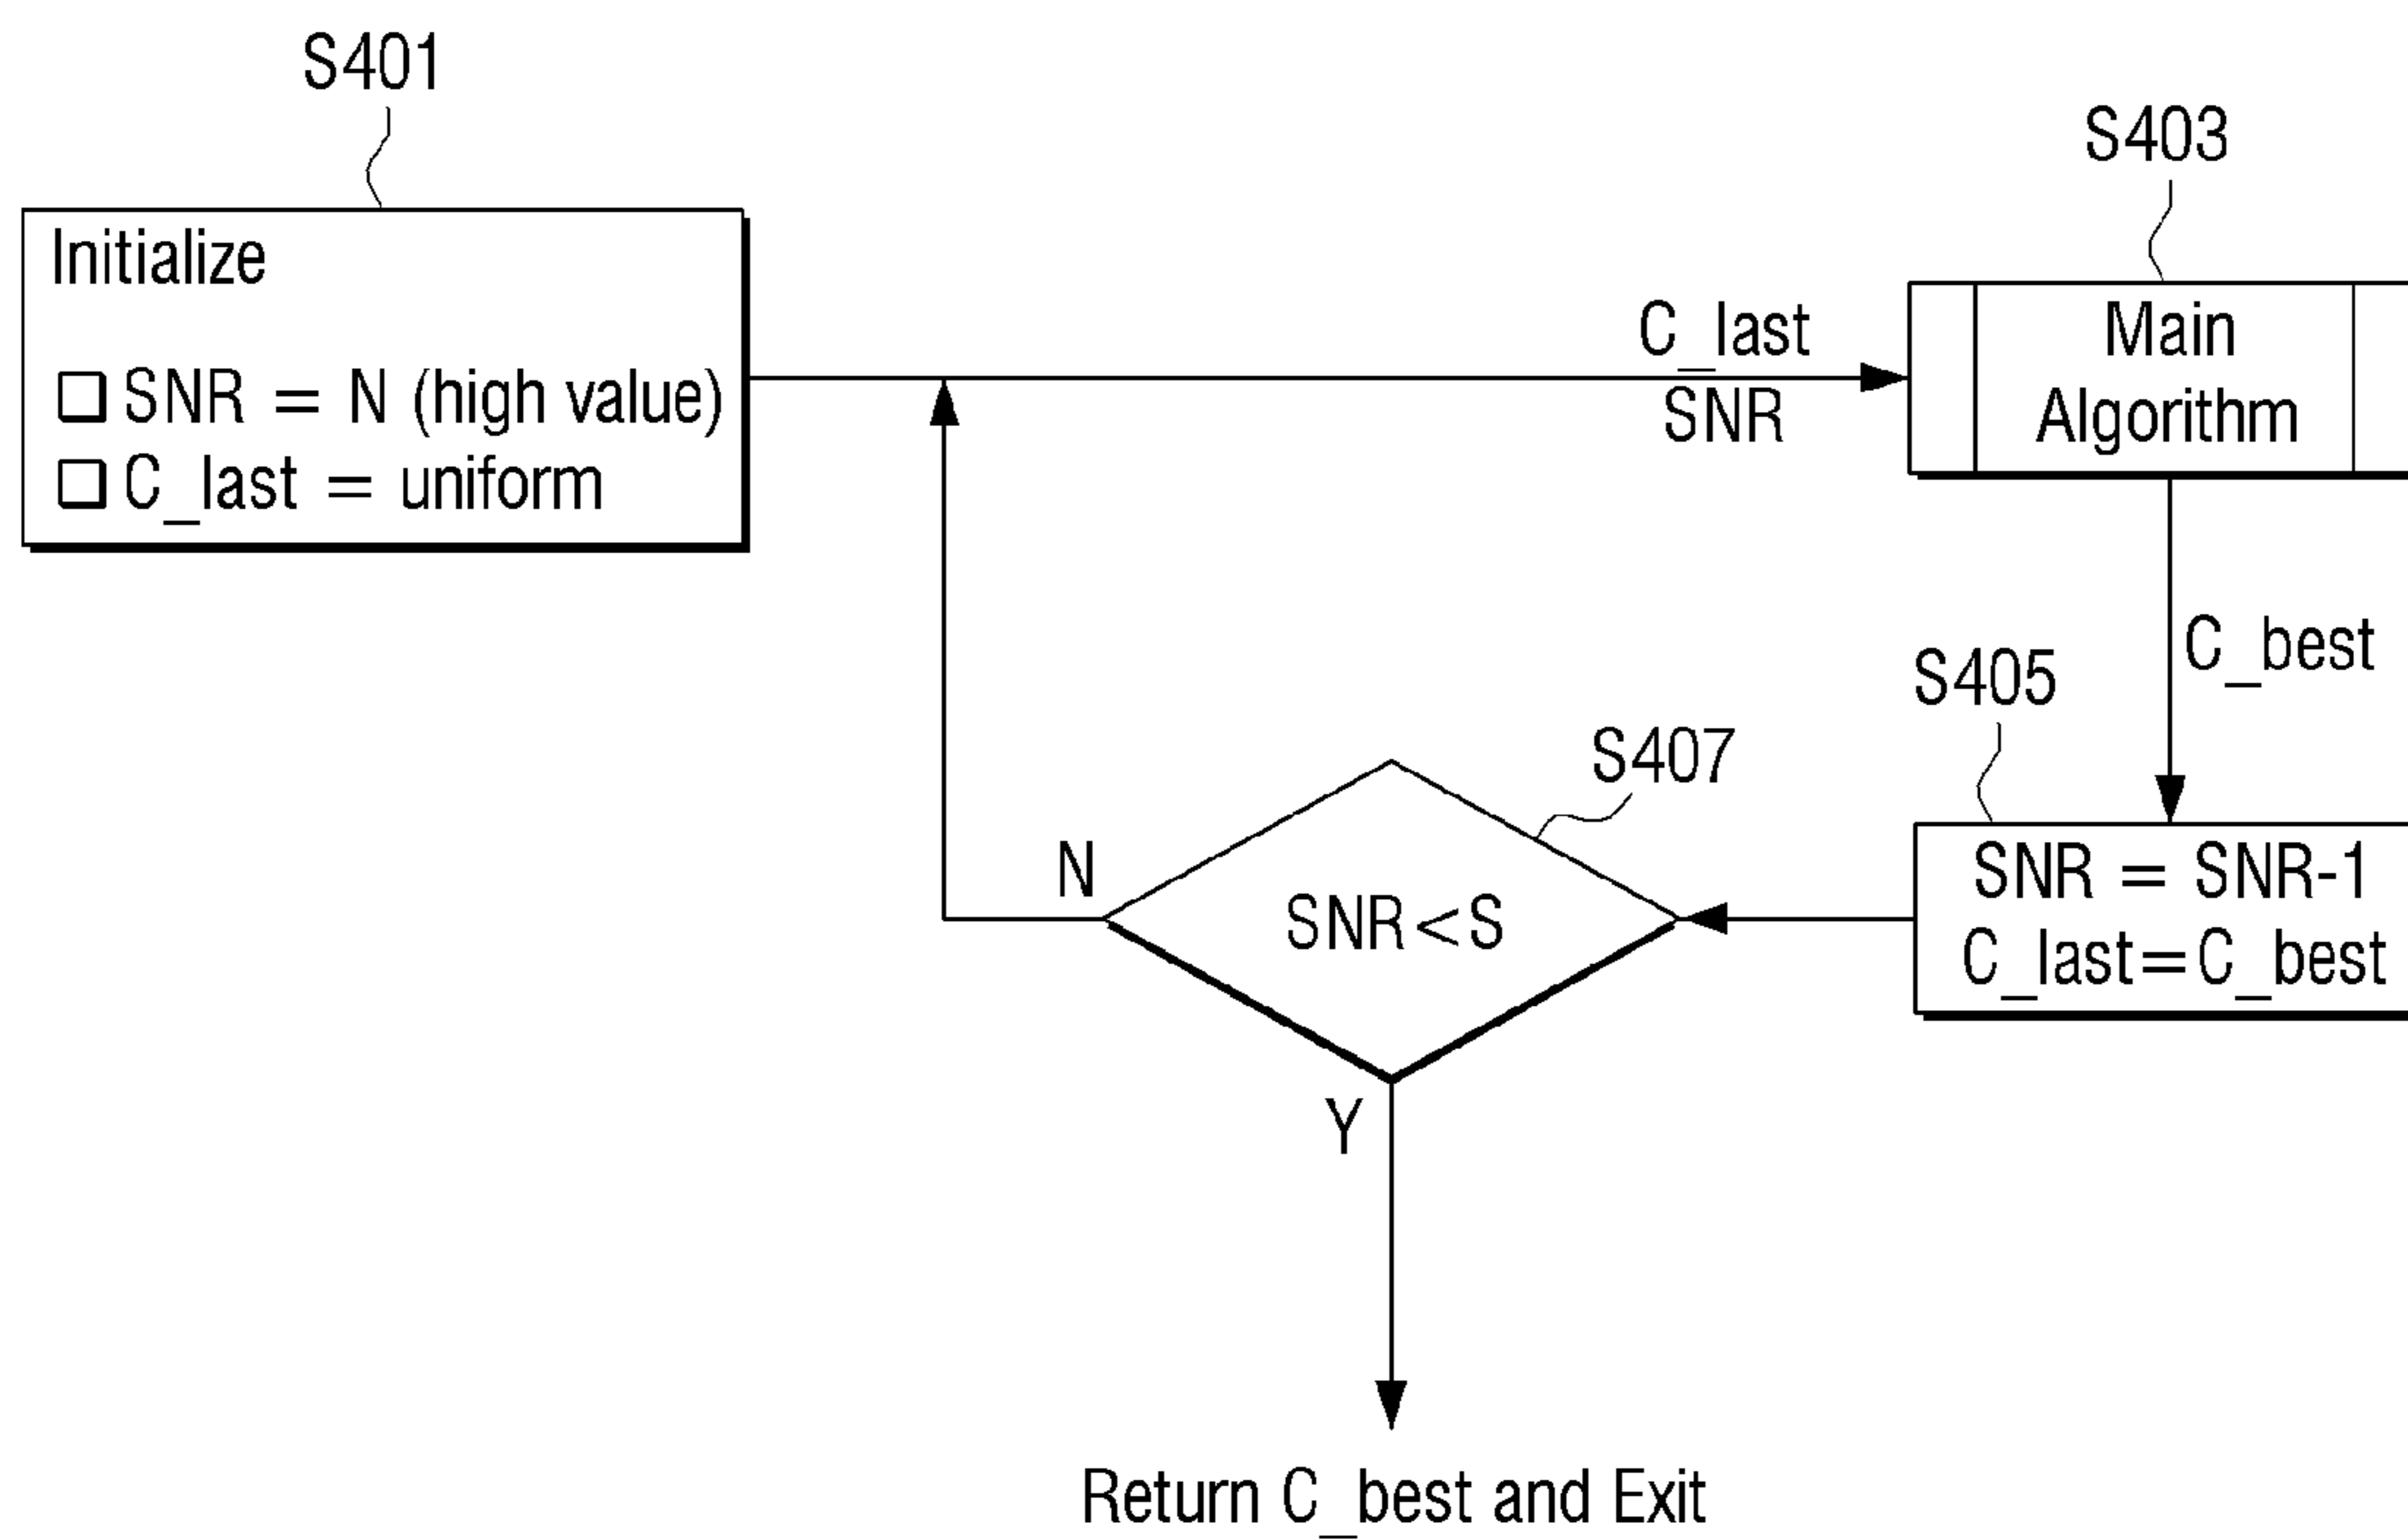 S401
Initialize
SNR = N (high value)
C_last = uniform
C_last
SNR
S403
Main
Algorithm
C_best
S405
SNR = SNR-1
C_last=C_best
S407
SNR<S
N
Y
Return C_best and Exit